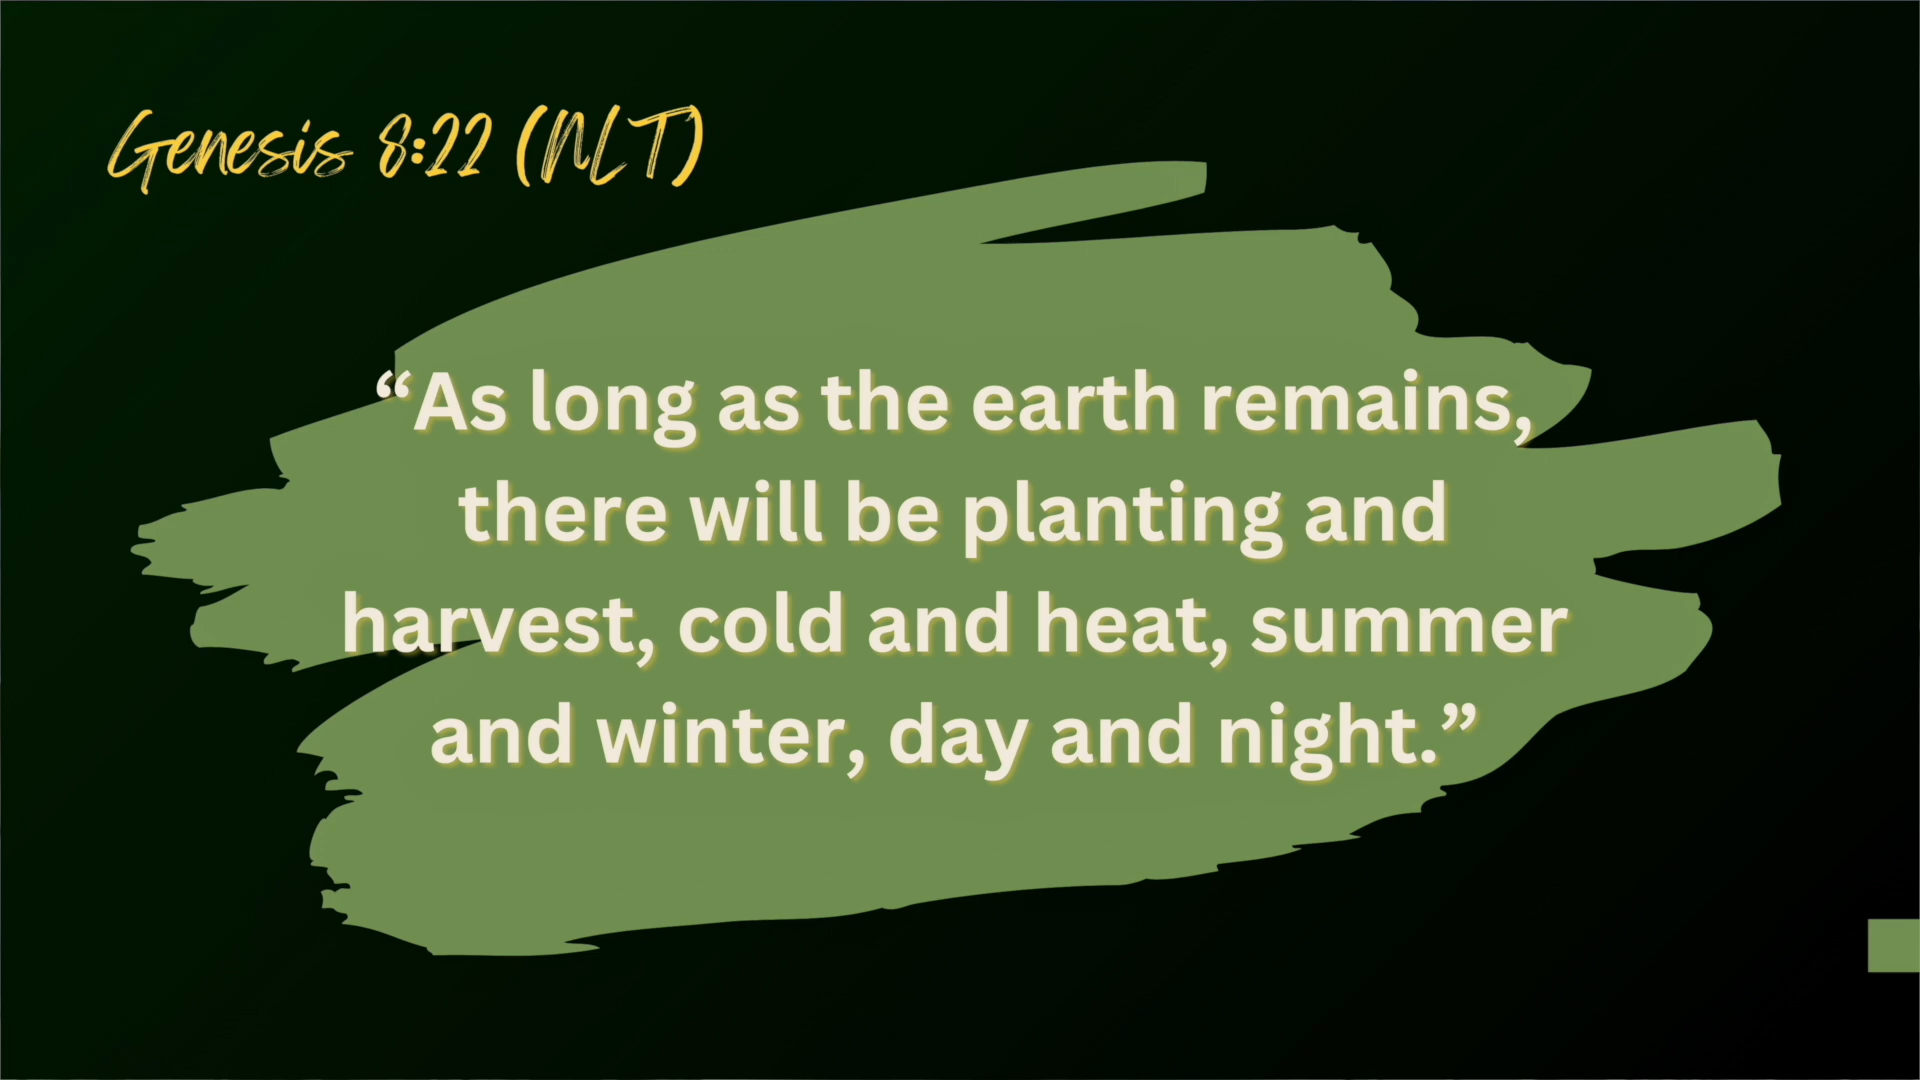 Genesis 8:22 (NLT)
“As long as the earth remains,
there will be planting and
harvest, cold and heat, summer
and winter, day and night.”